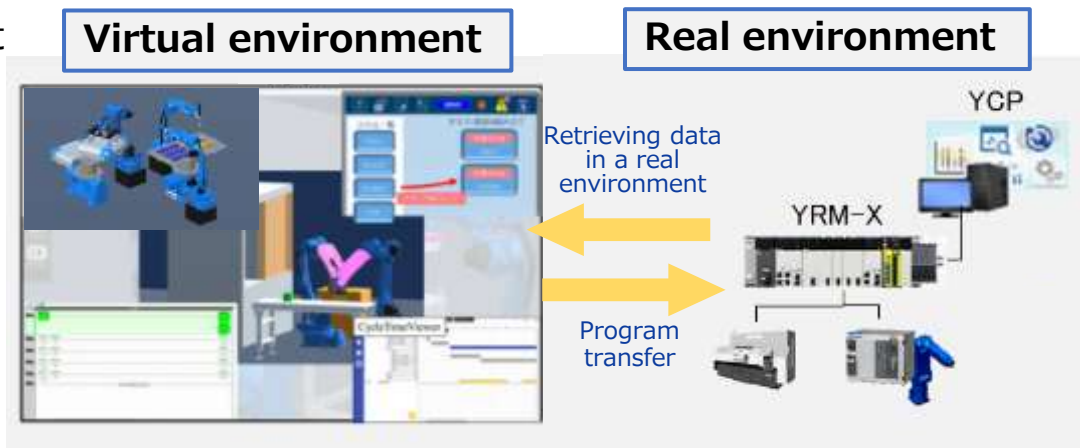 t
Virtual environment
Real environment
YCP
Retrieving data
in a real
environment
YRM-X
Program
transfer
CycleTimeViewer